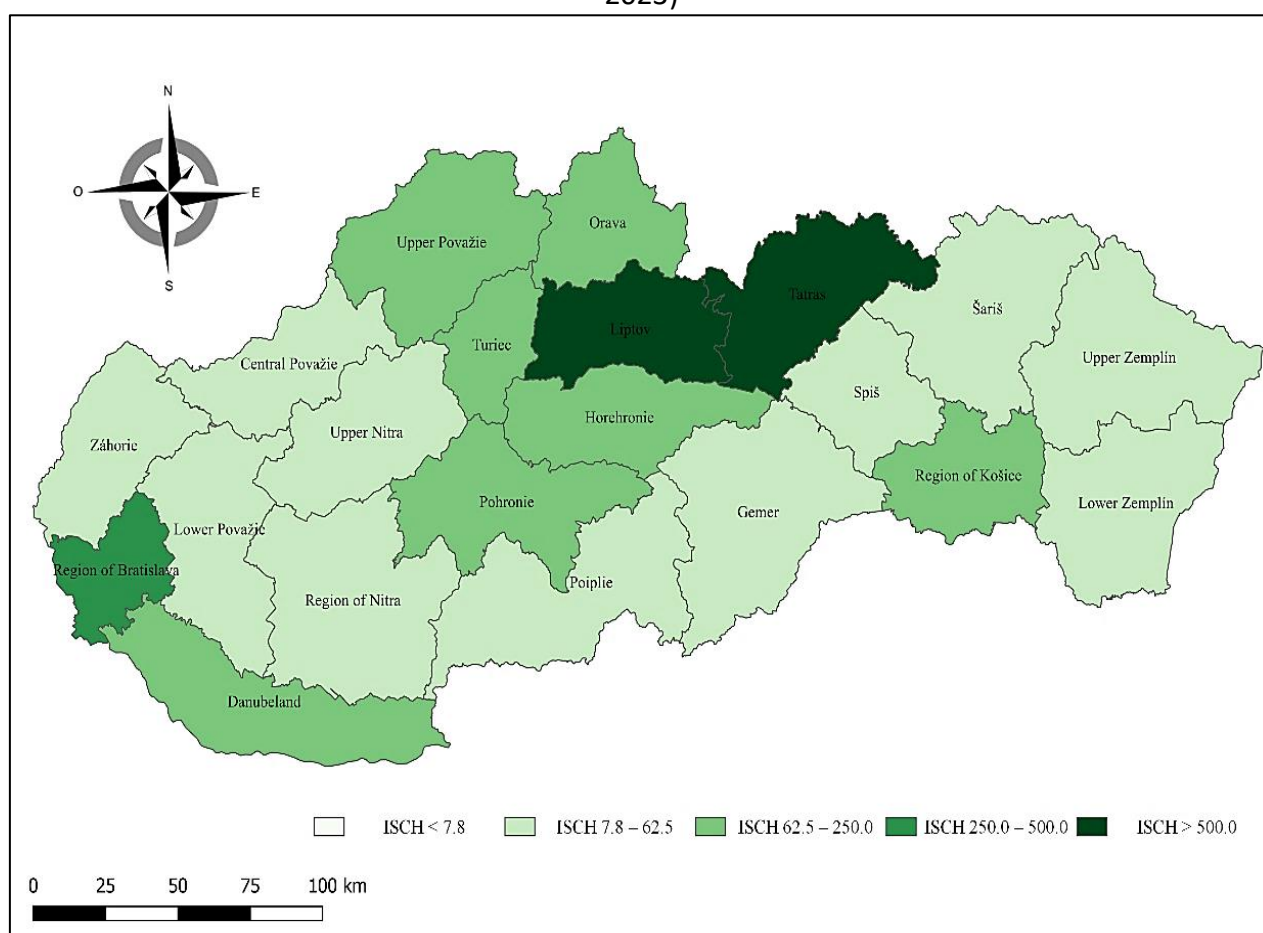 2023)
N
O
E
S
Orava
Upper Považie
Tatras
Šariš
Liptov
Turiec
Central Považie
Upper Zemplín
Spiš
Horehronie
Upper Nitra
Záhorie
Region of Košice
Pohronie
Lower Zemplín
Gemer
Lower Považie
Region of Bratislava
Poiplie
Region of Nitra
Danubeland
ISCH < 7.8
ISCH 7.8 – 62.5
ISCH 62.5 – 250.0
ISCH 250.0 – 500.0
ISCH > 500.0
0 25 50 75 100 km